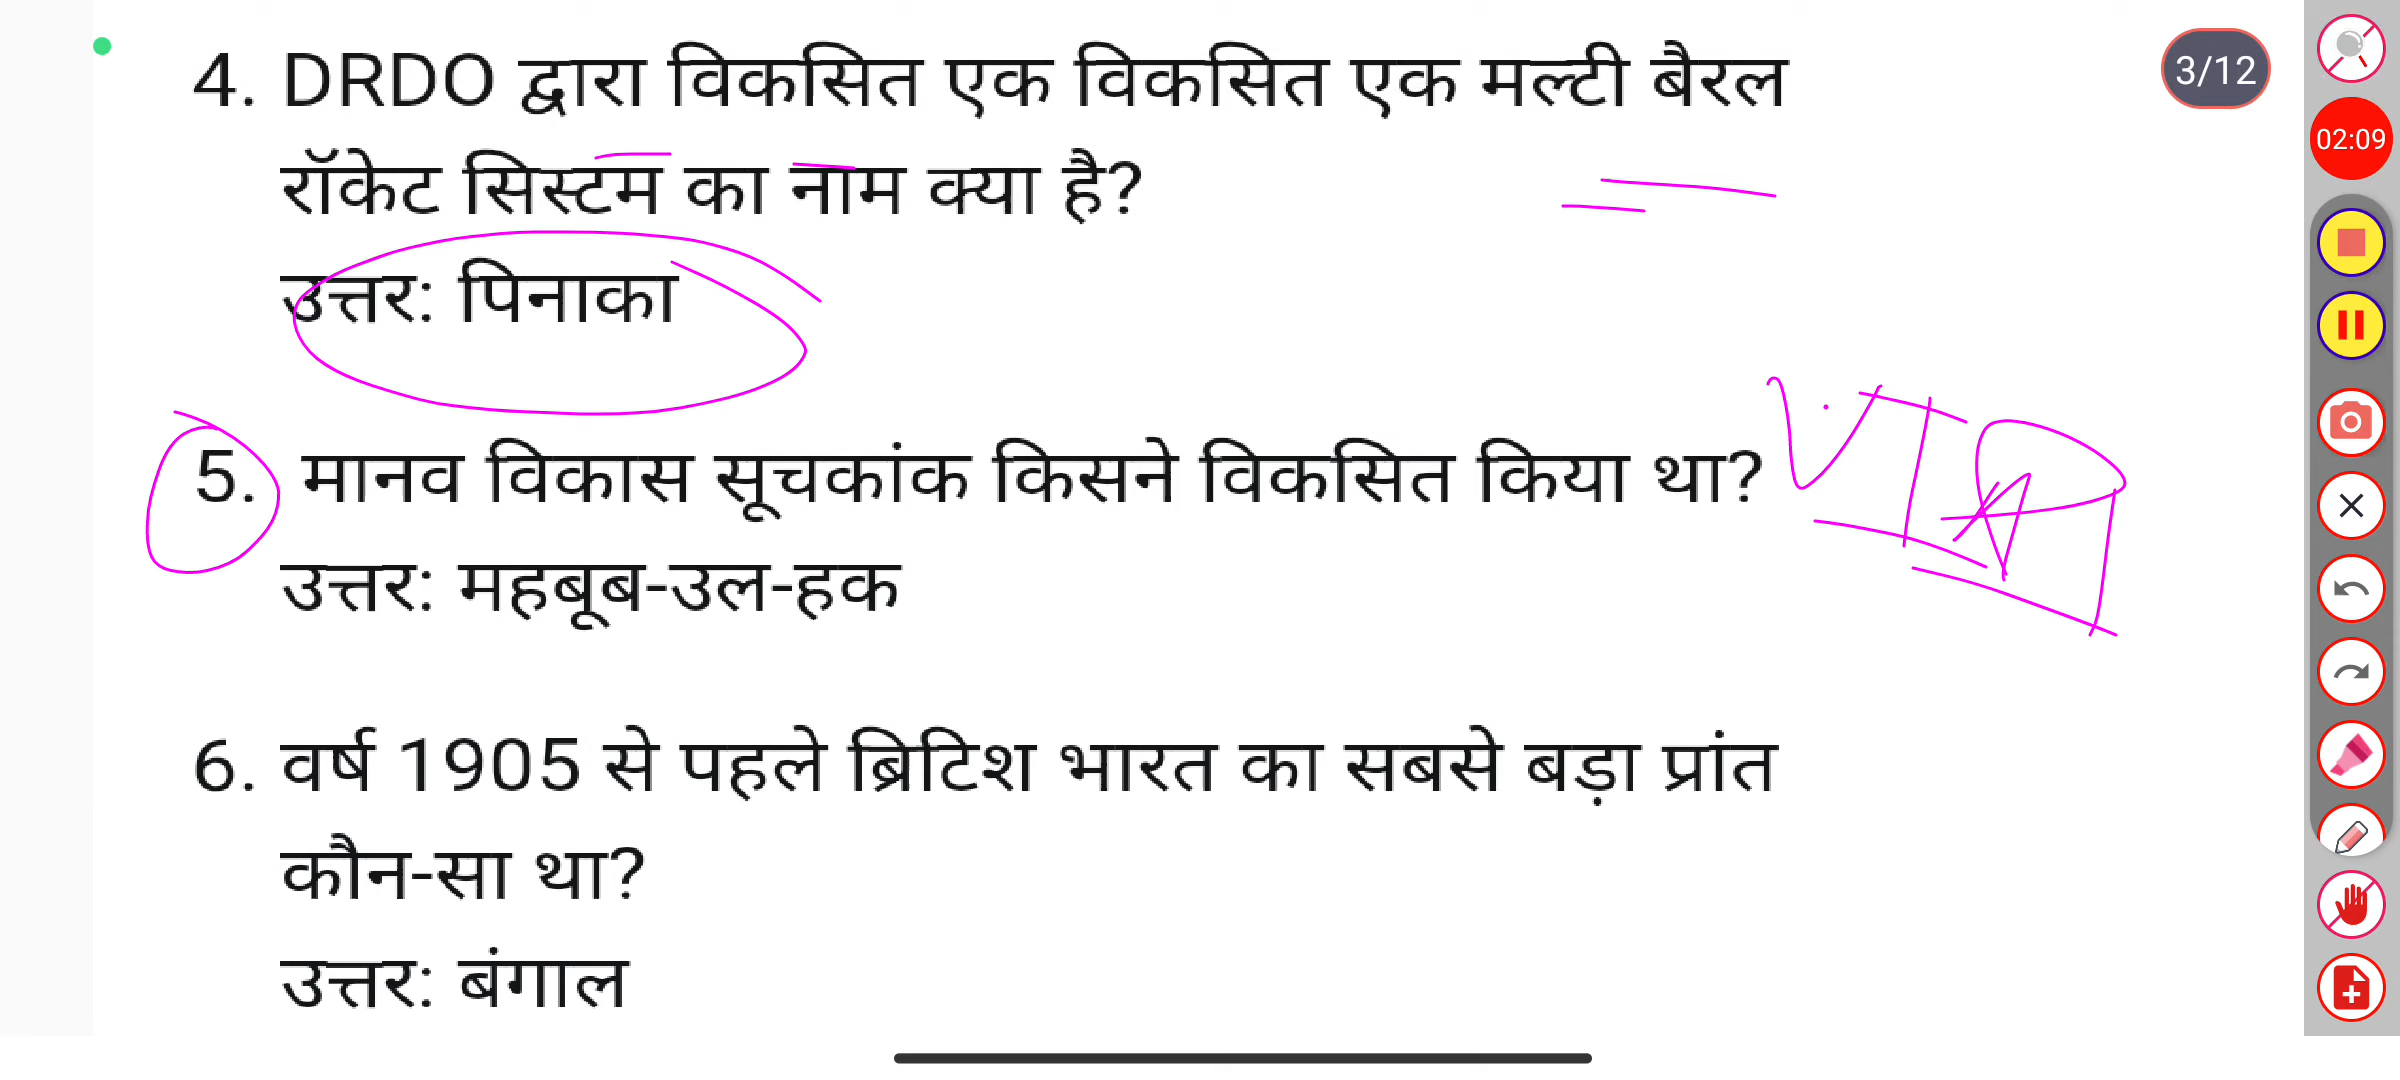 4. DRDO द्वारा विकसित एक विकसित एक मल्टी बैरल
रॉकेट सिस्टम का नाम क्या है?
उत्तर: पिनाका
5. मानव विकास सूचकांक किसने विकसित किया था?
उत्तर: महबूब-उल-हक
6. वर्ष 1905 से पहले ब्रिटिश भारत का सबसे बड़ा प्रांत
कौन-सा था?
उत्तर: बंगाल
3/12
02:09